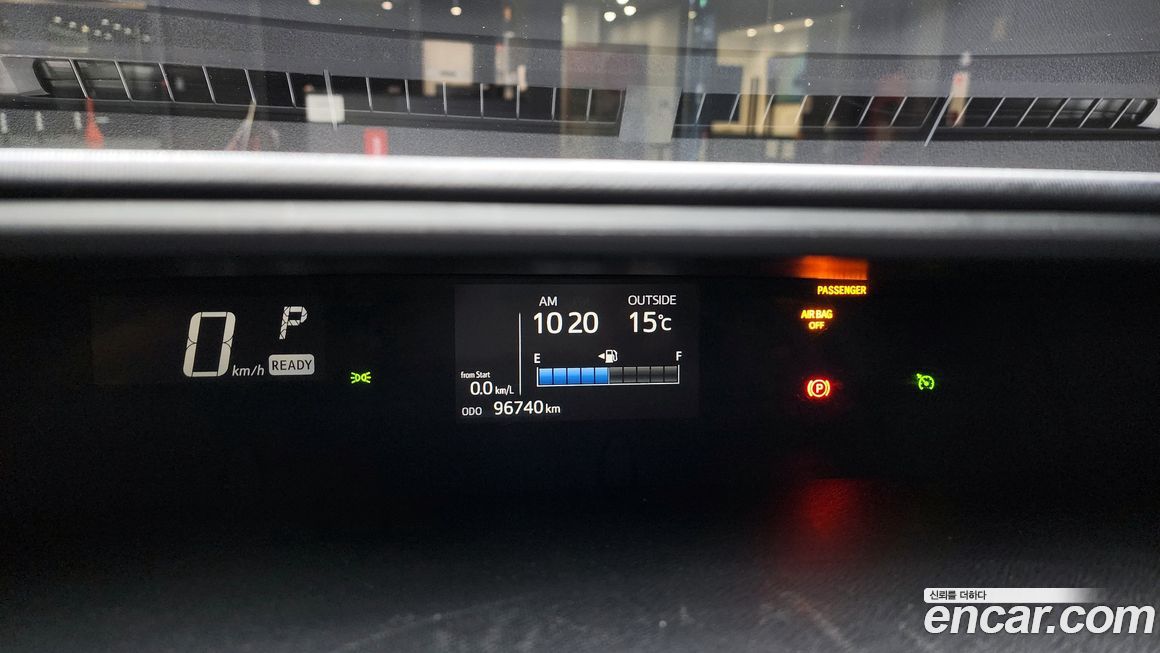 AM
OUTSIDE
10 20
15℃
E
F
from Start
0.0 km/L
ODO 96740 km
0 km/h
P
READY
PASSENGER
AIR BAG
OFF
P
신뢰를 더하다
encar.com